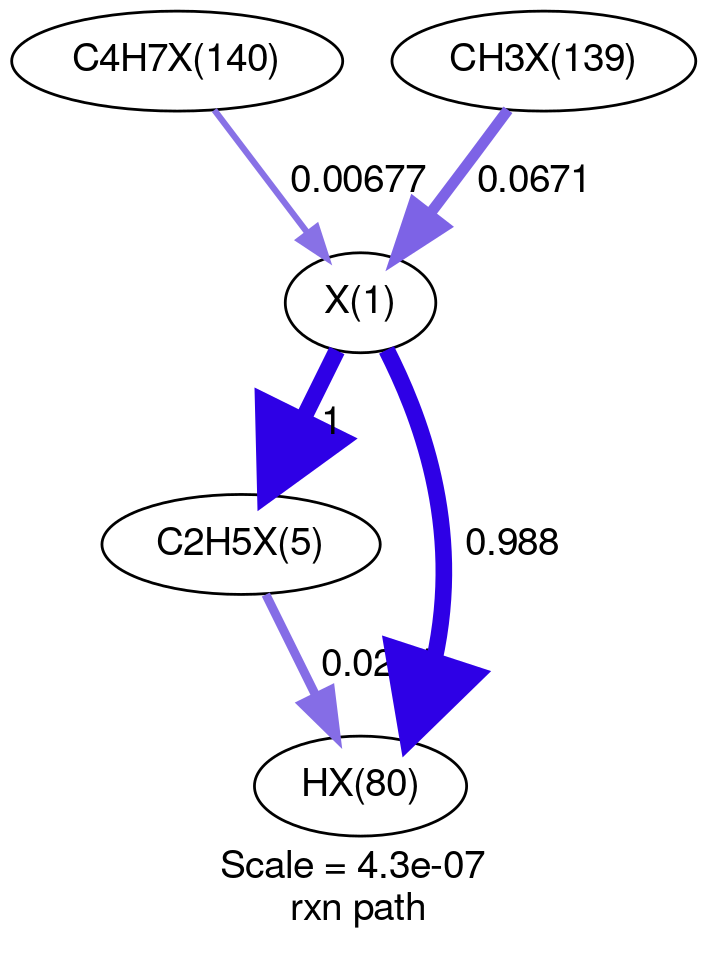 C4H7X(140)
CH3X(139)
0.00677
0.0671
X(1)
1
C2H5X(5)
0.988
HX(80)
Scale = 4.3e-07
rxn path